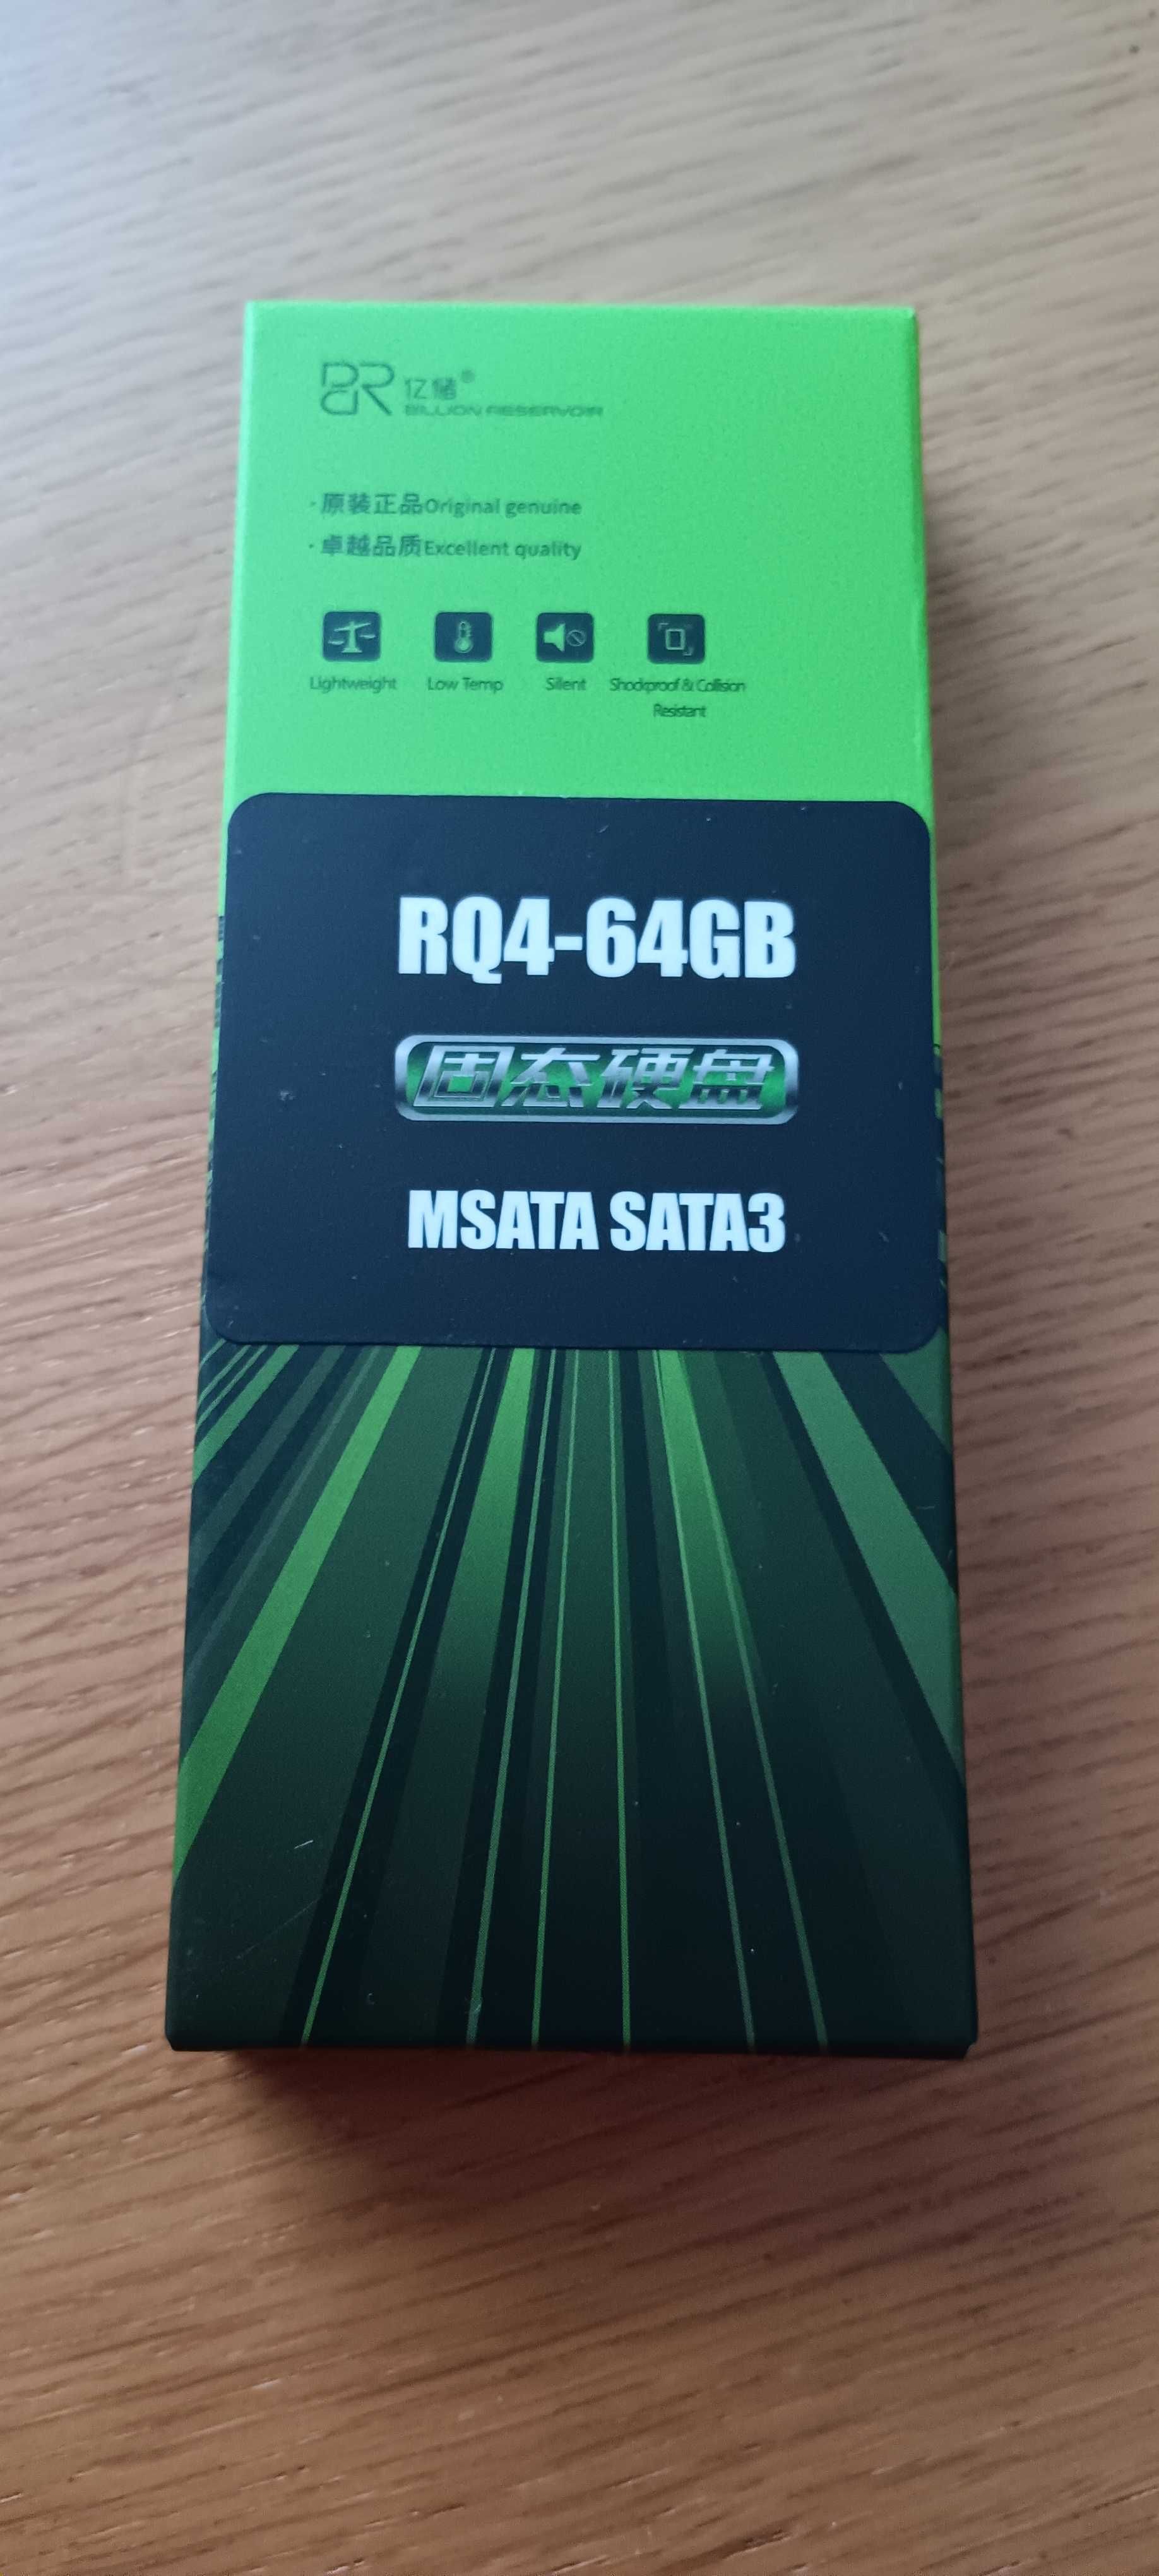 亿储®
BILLION RESERVOIR
·原装正品Original genuine
·卓越品质Excellent quality
Lightweight
Low Temp
Silent
Shockproof & Collision
Resistant
RQ4-64GB
固态硬盘
MSATA SATA3